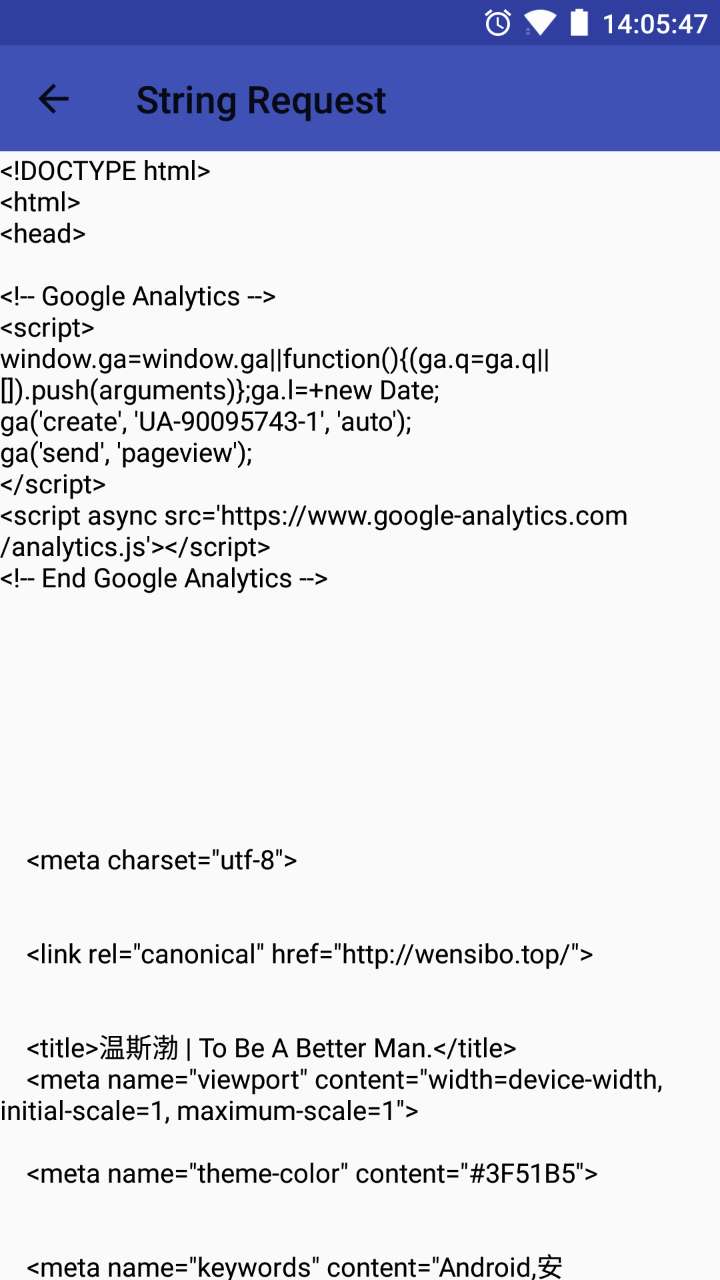 14:05:47
String Request
<!DOCTYPE html>
<html>
<head>
<!-- Google Analytics -->
<script>
window.ga=window.ga||function(){(ga.q=ga.q||
[]).push(arguments)};ga.l=+new Date;
ga('create', 'UA-90095743-1', 'auto');
ga('send', 'pageview');
</script>
<script async src='https://www.google-analytics.com
/analytics.js'></script>
<!-- End Google Analytics -->
<meta charset="utf-8">
<link rel="canonical" href="http://wensibo.top/">
<title>温斯渤 | To Be A Better Man.</title>
<meta name="viewport" content="width=device-width,
initial-scale=1, maximum-scale=1">
<meta name="theme-color" content="#3F51B5">
<meta name="keywords" content="Android,安